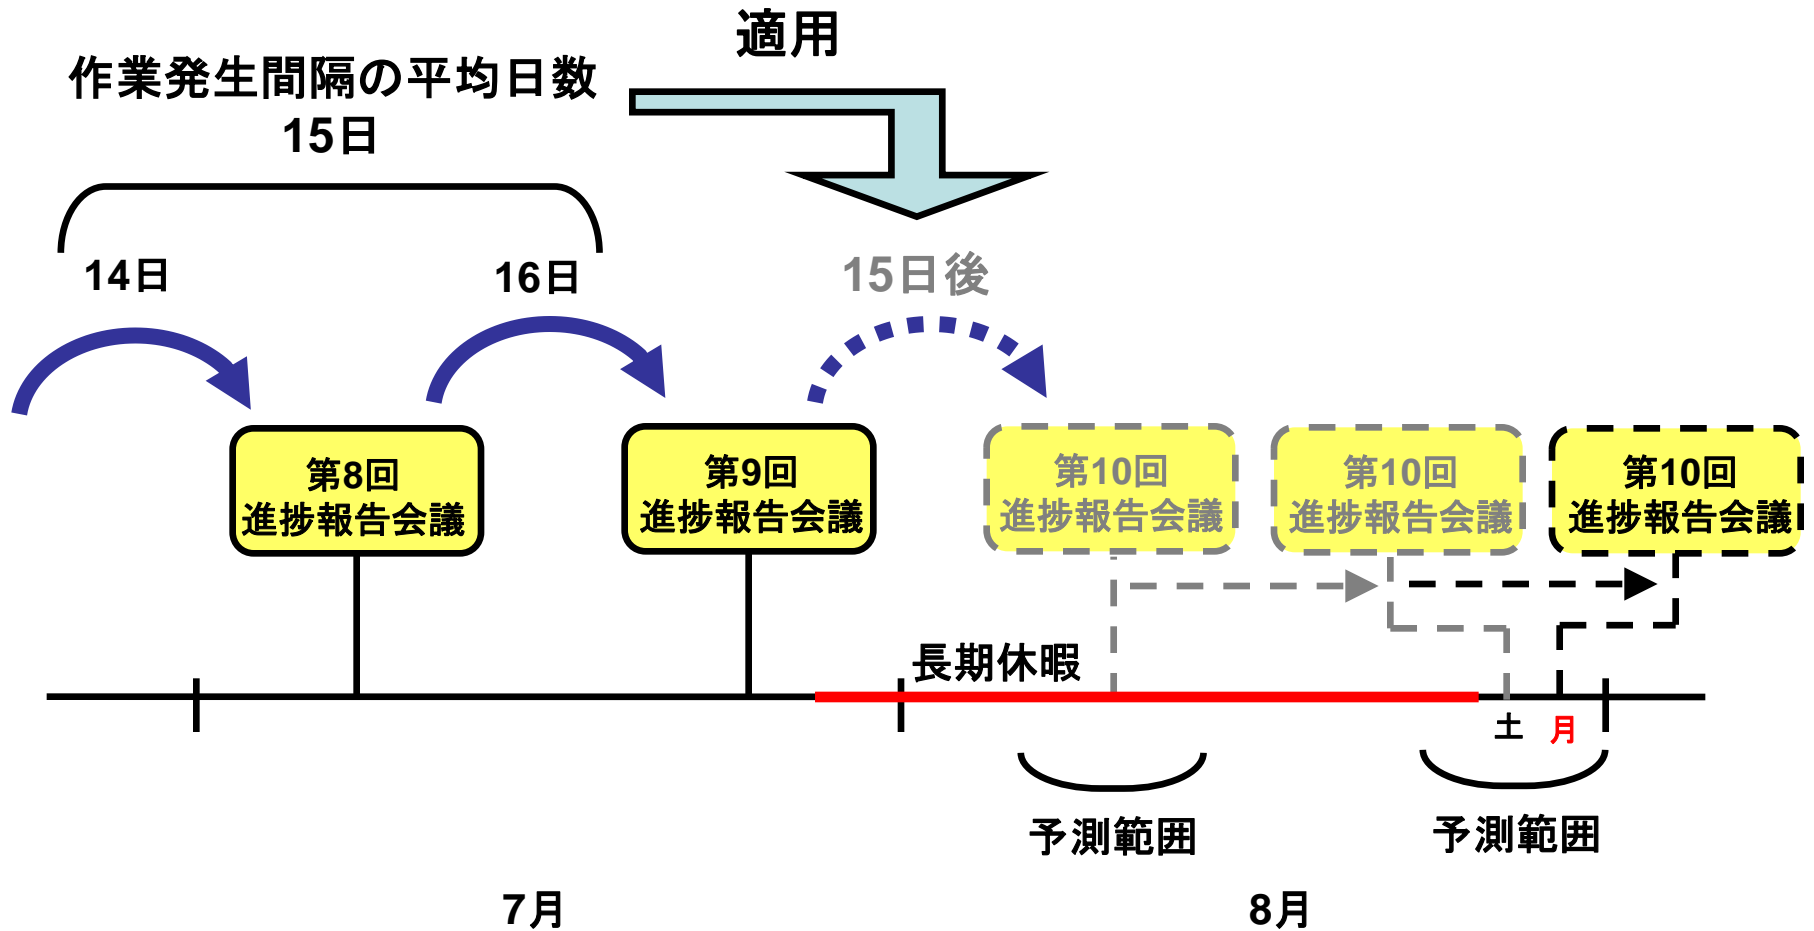 適用
作業発生間隔の平均日数
15日
14日
16日
15日後
第8回
進捗報告会議
第9回
進捗報告会議
第10回
進捗報告会議
第10回
進捗報告会議
第10回
進捗報告会議
長期休暇
土
月
予測範囲
予測範囲
7月
8月